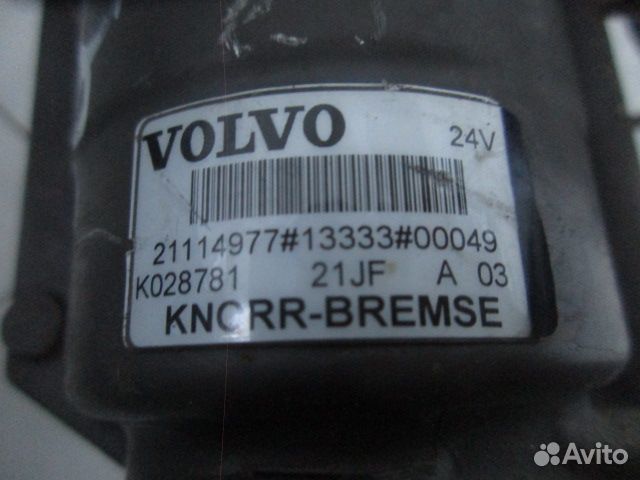 VOLVO 24V
21114977#13333#00049
K028781 21JF A 03
KNORR-BREMSE
Avito